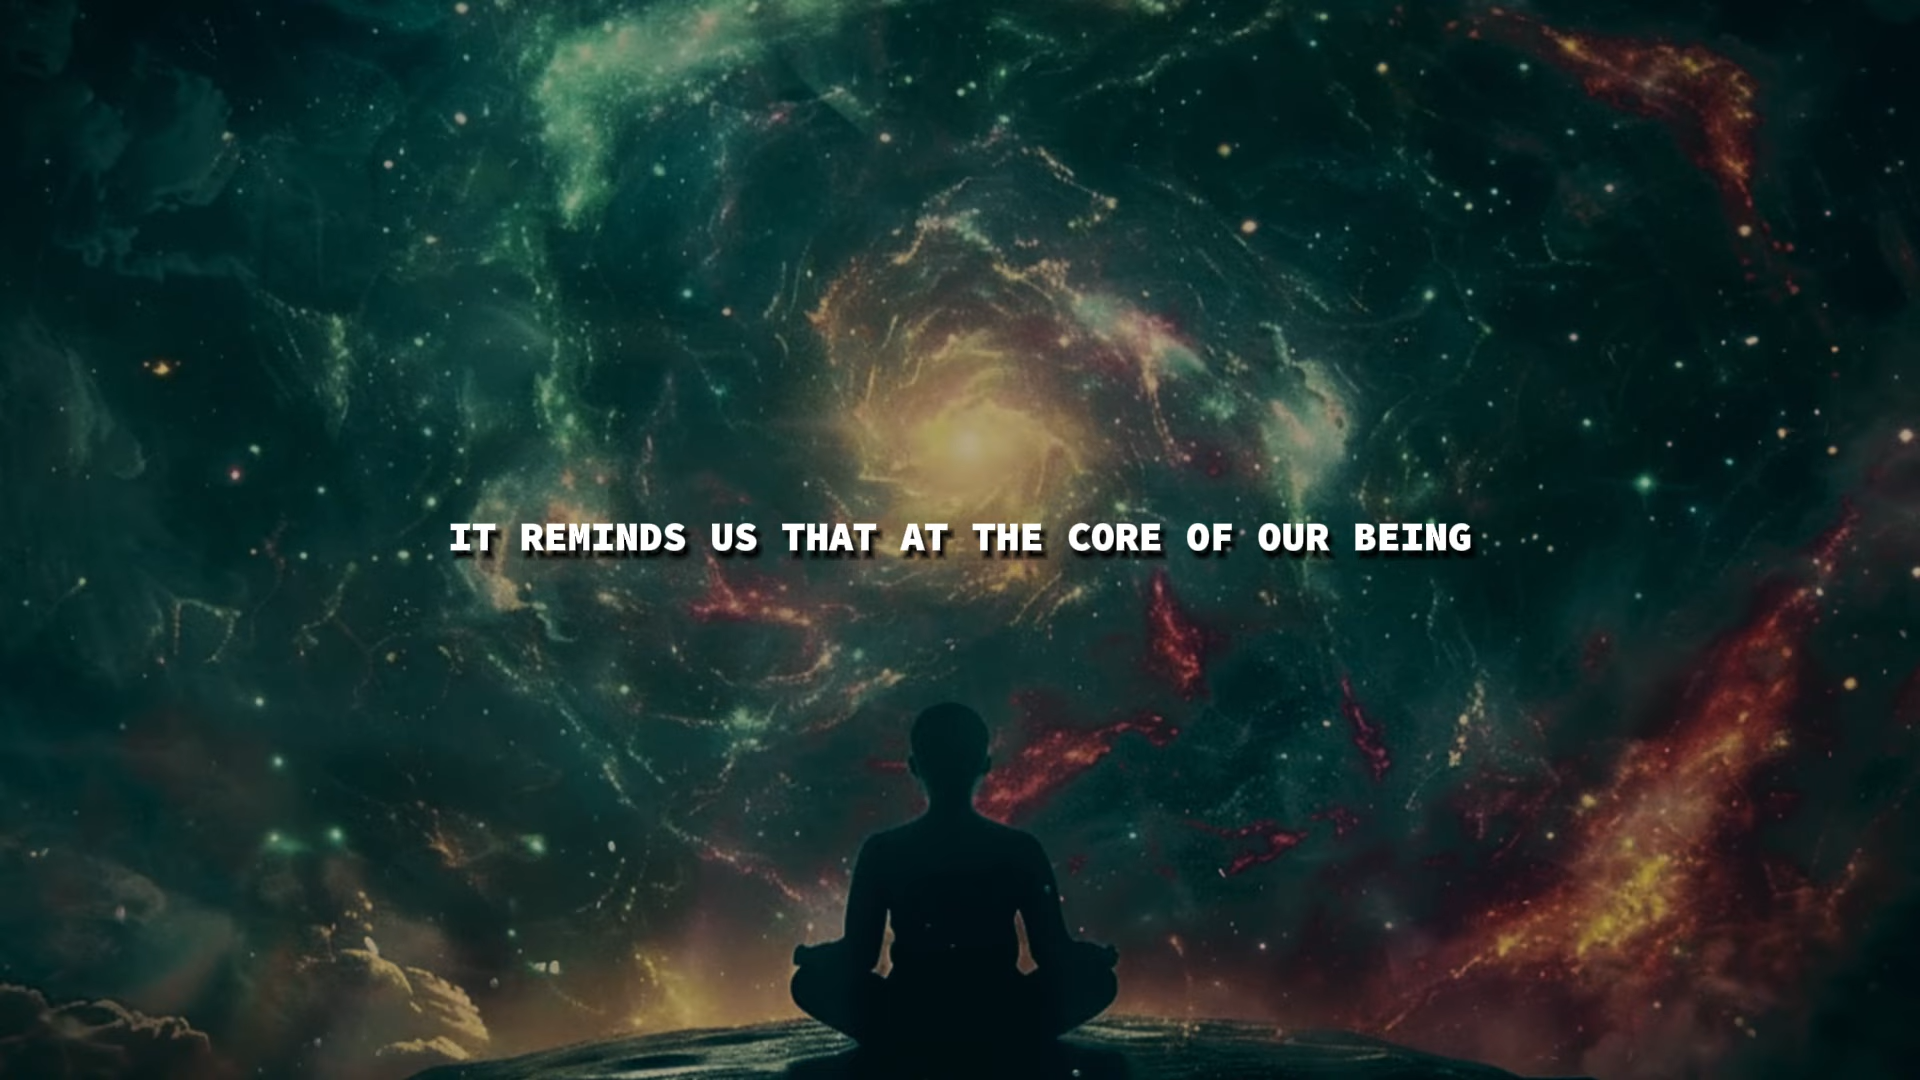 IT REMINDS US THAT AT THE CORE OF OUR BEING